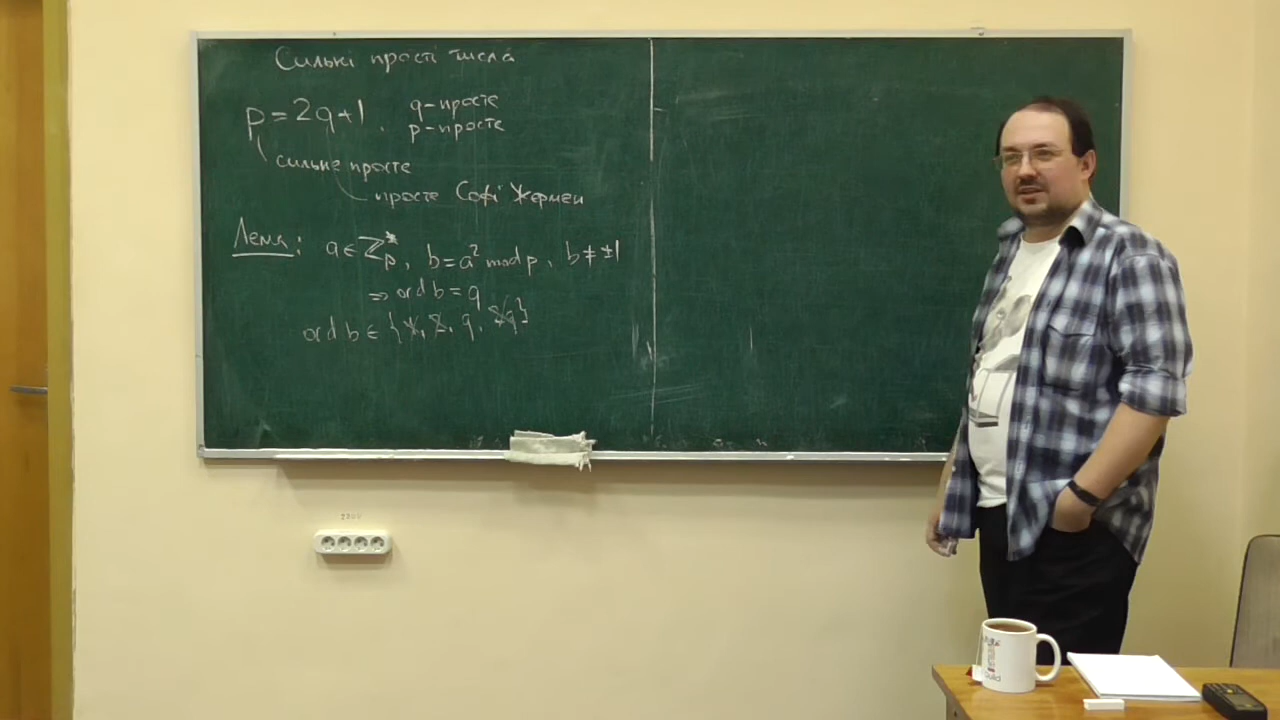 Сильні прості числа
p = 2q+1, q – просте
p – просте
сильне просте
просте Софі Жермен
Лема: a ∈ ℤ*ₚ, b = a² mod p, b ≠ ±1
⇒ ord b = q
ord b ∈ {1, 2, q, 2q}
220V